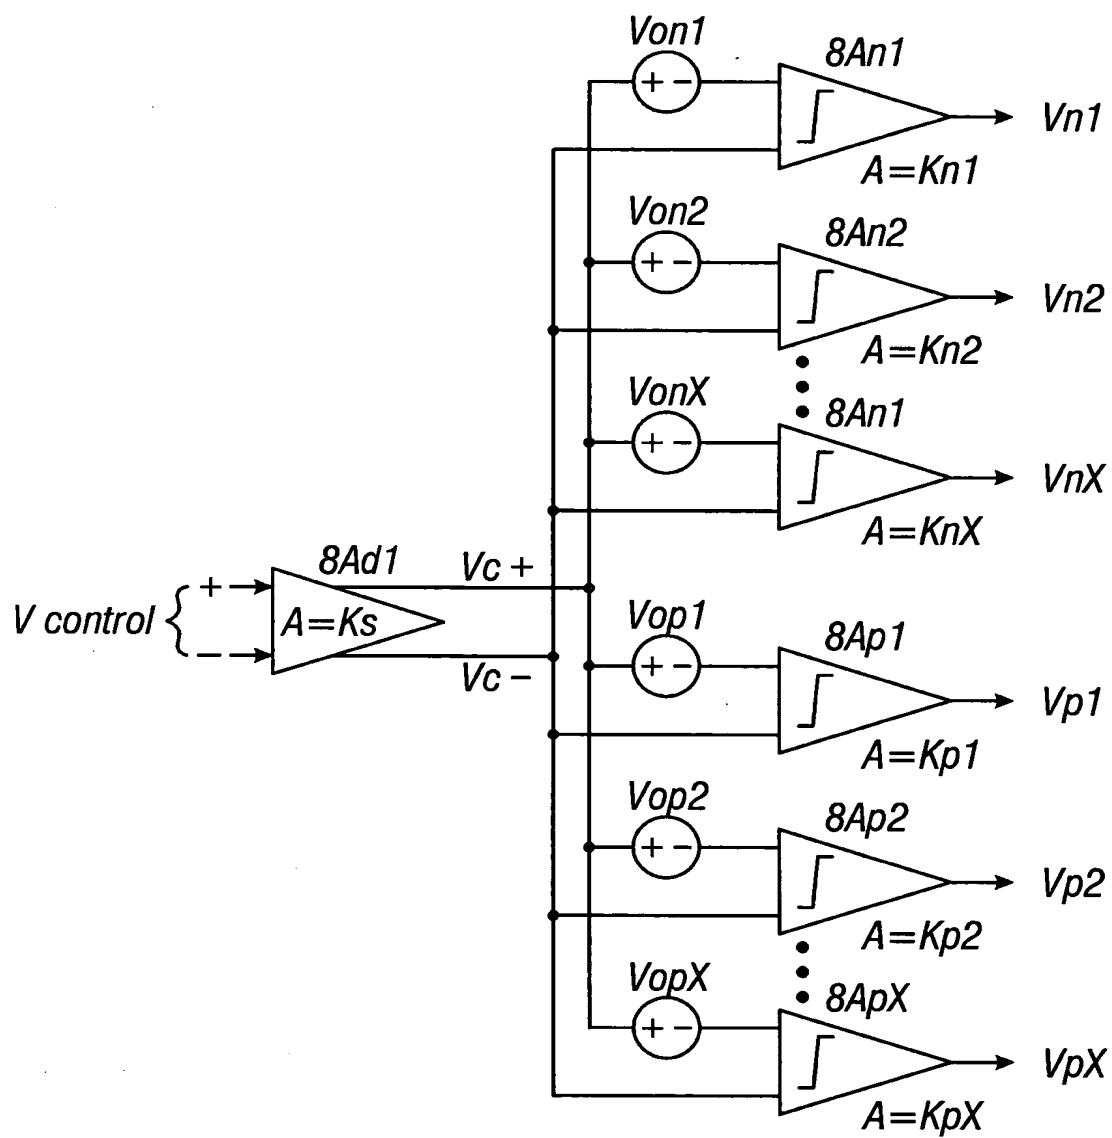 Von1
+ −
8An1
Vn1
A=Kn1
Von2
+ −
8An2
Vn2
A=Kn2
VonX
+ −
8An1
VnX
A=KnX
8Ad1
Vc +
V control
+
−
A=Ks
Vc −
Vop1
+ −
8Ap1
Vp1
A=Kp1
Vop2
+ −
8Ap2
Vp2
A=Kp2
VopX
+ −
8ApX
VpX
A=KpX